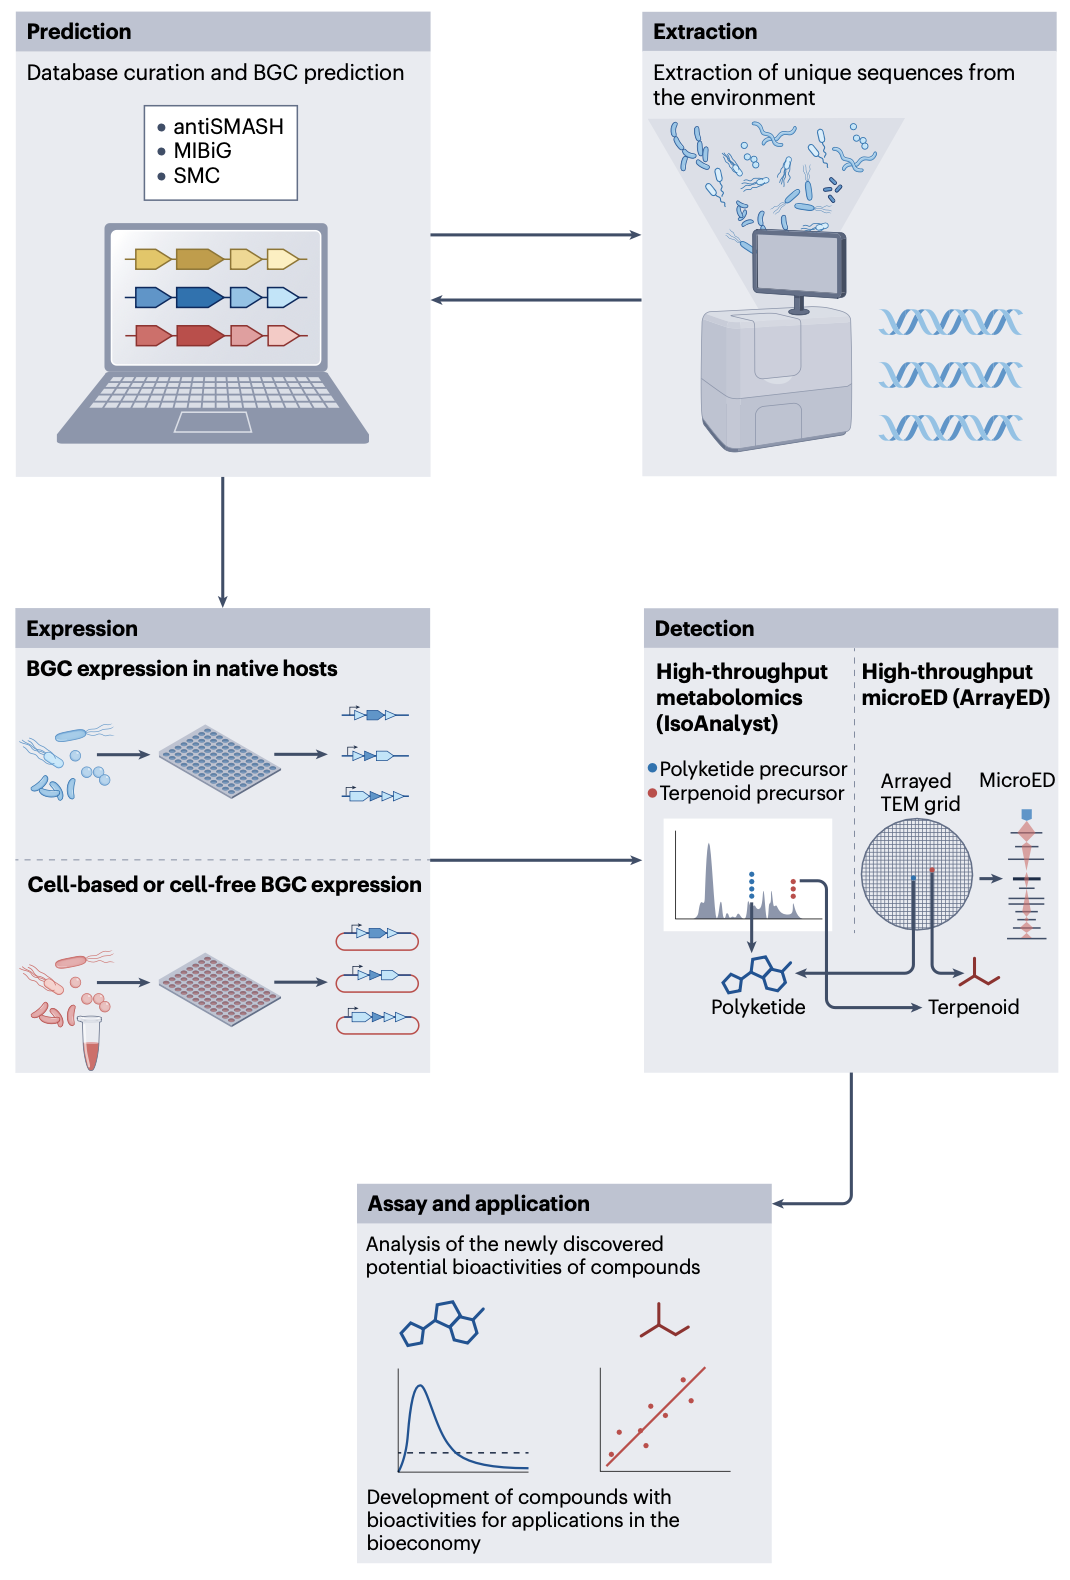 Prediction
Database curation and BGC prediction
• antiSMASH
• MIBiG
• SMC
Extraction
Extraction of unique sequences from
the environment
Expression
BGC expression in native hosts
Cell-based or cell-free BGC expression
Detection
High-throughput
metabolomics
(IsoAnalyst)
Polyketide precursor
Terpenoid precursor
High-throughput
microED (ArrayED)
Arrayed
TEM grid
MicroED
Polyketide
Terpenoid
Assay and application
Analysis of the newly discovered
potential bioactivities of compounds
Development of compounds with
bioactivities for applications in the
bioeconomy